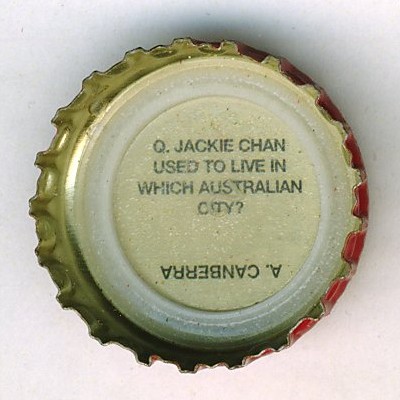 Q. JACKIE CHAN
USED TO LIVE IN
WHICH AUSTRALIAN
CITY?
A. CANBERRA